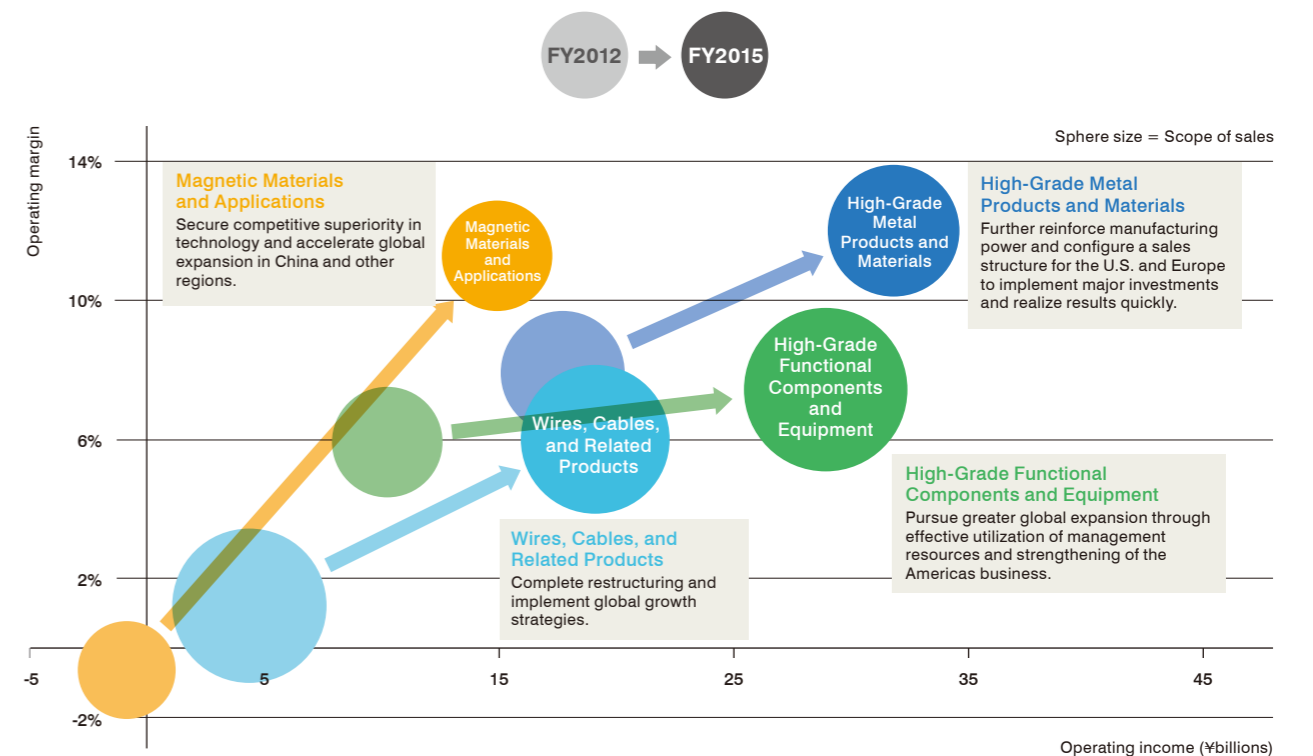 FY2012
FY2015
Operating margin
Sphere size = Scope of sales
14%
10%
6%
2%
-2%
Magnetic Materials
and Applications
Secure competitive superiority in
technology and accelerate global
expansion in China and other
regions.
Magnetic
Materials
and
Applications
High-Grade
Metal
Products and
Materials
High-Grade Metal
Products and Materials
Further reinforce manufacturing
power and configure a sales
structure for the U.S. and Europe
to implement major investments
and realize results quickly.
High-Grade
Functional
Components
and
Equipment
Wires, Cables,
and Related
Products
High-Grade Functional
Components and Equipment
Pursue greater global expansion through
effective utilization of management
resources and strengthening of the
Americas business.
Wires, Cables, and
Related Products
Complete restructuring and
implement global growth
strategies.
-5
5
15
25
35
45
Operating income (¥billions)